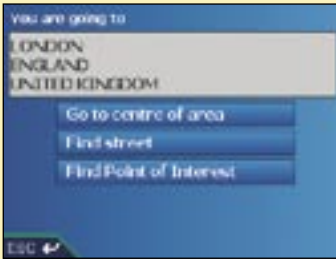 You are going to
LONDON
ENGLAND
UNITED KINGDOM
Go to centre of area
Find street
Find Point of Interest
ESC